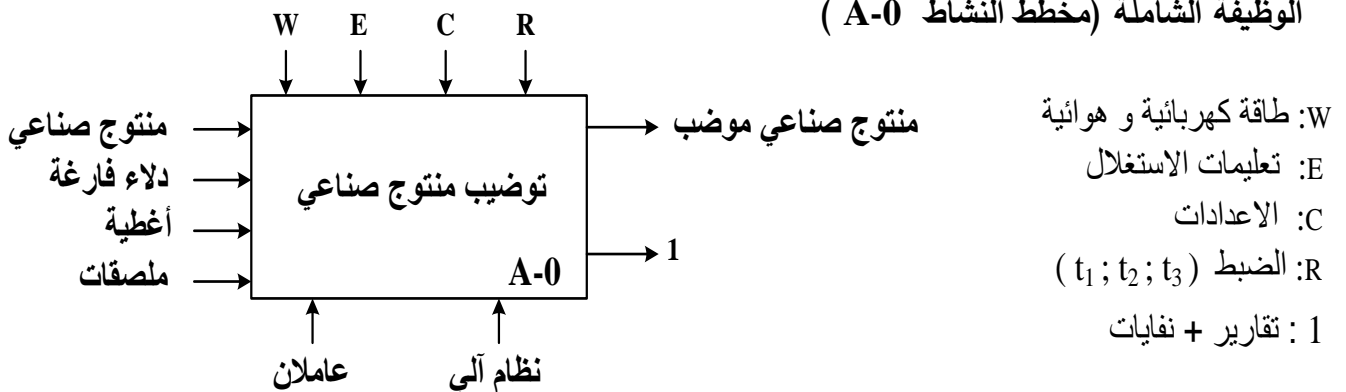 الوظيفة الشاملة (مخطط النشاط A-0 )
W E C R
منتوج صناعي
دلاء فارغة
أغطية
ملصقات
توضيب منتوج صناعي
A-0
منتوج صناعي موضب
1
عاملان
نظام آلي
W: طاقة كهربائية و هوائية
E: تعليمات الاستغلال
C: الاعدادات
R: الضبط ( t₁ ; t₂ ; t₃ )
1 : تقارير + نفايات